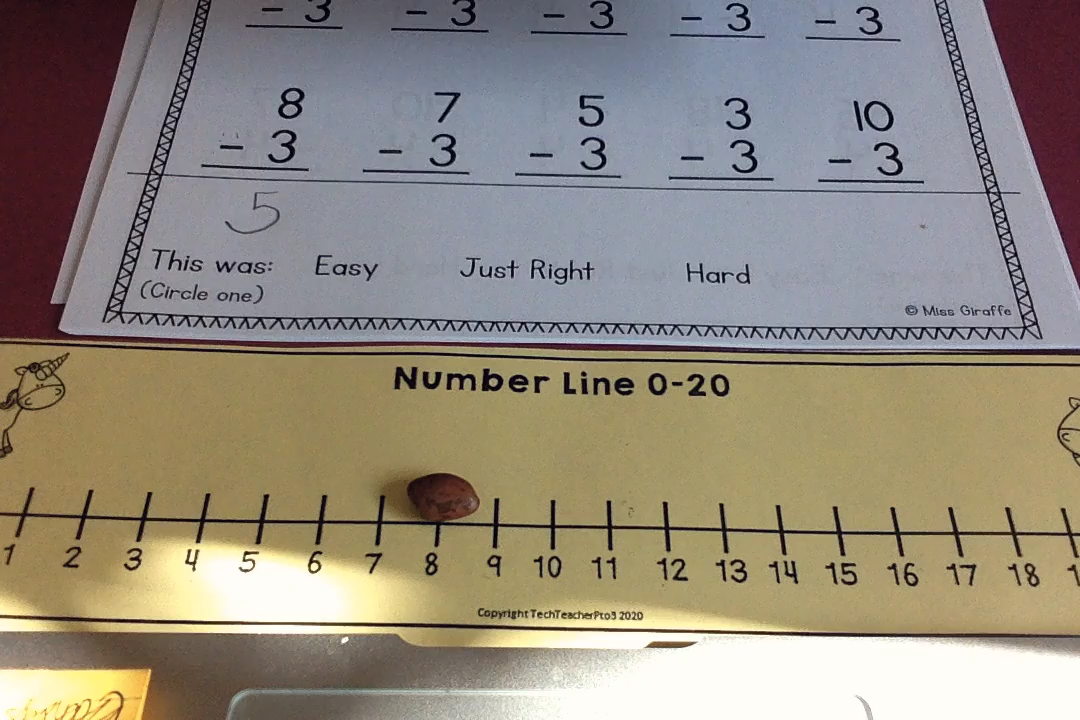 - 3 - 3 - 3 - 3 - 3
8 7 5 3 10
- 3 - 3 - 3 - 3 - 3
5
This was: Easy Just Right Hard
(Circle one)
© Miss Giraffe
Number Line 0-20
1 2 3 4 5 6 7 8 9 10 11 12 13 14 15 16 17 18
Copyright TechTeacherPto3 2020